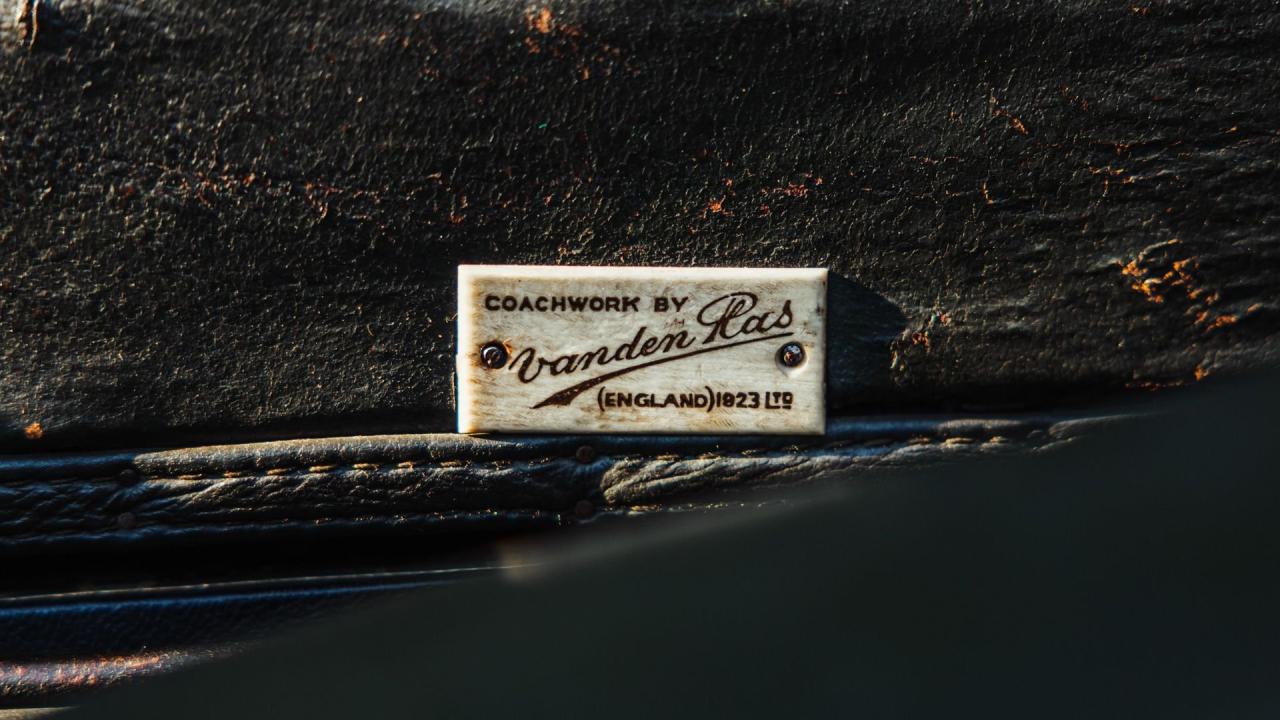 COACHWORK BY
Vanden Plas
(ENGLAND) 1923 LTD